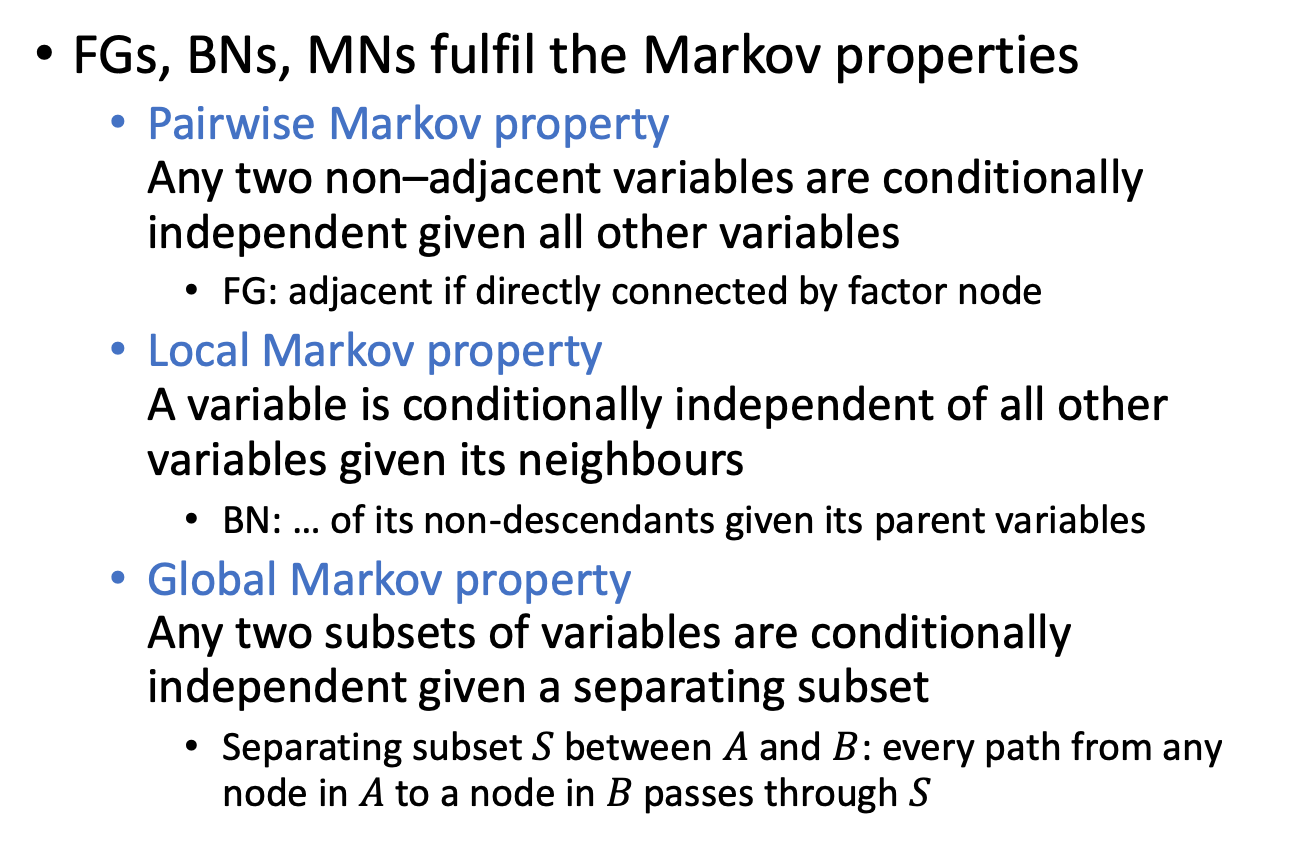 • FGs, BNs, MNs fulfil the Markov properties
• Pairwise Markov property
Any two non–adjacent variables are conditionally
independent given all other variables
• FG: adjacent if directly connected by factor node
• Local Markov property
A variable is conditionally independent of all other
variables given its neighbours
• BN: … of its non-descendants given its parent variables
• Global Markov property
Any two subsets of variables are conditionally
independent given a separating subset
• Separating subset S between A and B: every path from any
node in A to a node in B passes through S